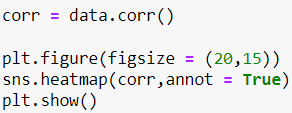 corr = data.corr()
plt.figure(figsize = (20,15))
sns.heatmap(corr,annot = True)
plt.show()